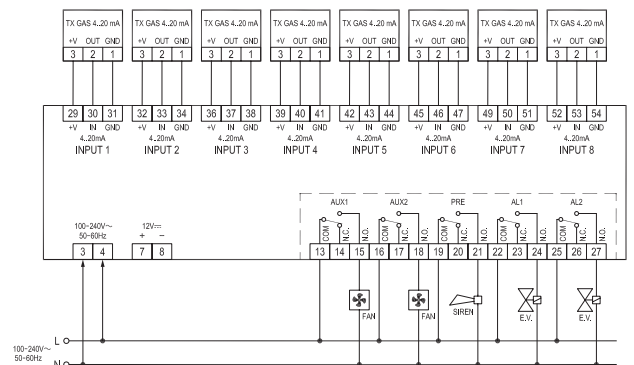 TX GAS 4..20 mA TX GAS 4..20 mA TX GAS 4..20 mA TX GAS 4..20 mA TX GAS 4..20 mA TX GAS 4..20 mA TX GAS 4..20 mA TX GAS 4..20 mA
+V OUT GND +V OUT GND +V OUT GND +V OUT GND +V OUT GND +V OUT GND +V OUT GND +V OUT GND
3 2 1 3 2 1 3 2 1 3 2 1 3 2 1 3 2 1 3 2 1 3 2 1
29 30 31 32 33 34 36 37 38 39 40 41 42 43 44 45 46 47 49 50 51 52 53 54
+V IN GND +V IN GND +V IN GND +V IN GND +V IN GND +V IN GND +V IN GND +V IN GND
4..20mA 4..20mA 4..20mA 4..20mA 4..20mA 4..20mA 4..20mA 4..20mA
INPUT 1 INPUT 2 INPUT 3 INPUT 4 INPUT 5 INPUT 6 INPUT 7 INPUT 8
AUX1 AUX2 PRE AL1 AL2
100-240V~ 12V⎓
50-60Hz + −
COM N.C. N.O. COM N.C. N.O. COM N.C. N.O. COM N.C. N.O. COM N.C. N.O.
3 4 7 8 13 14 15 16 17 18 19 20 21 22 23 24 25 26 27
FAN FAN SIREN E.V. E.V.
L
100-240V~
50-60Hz
N